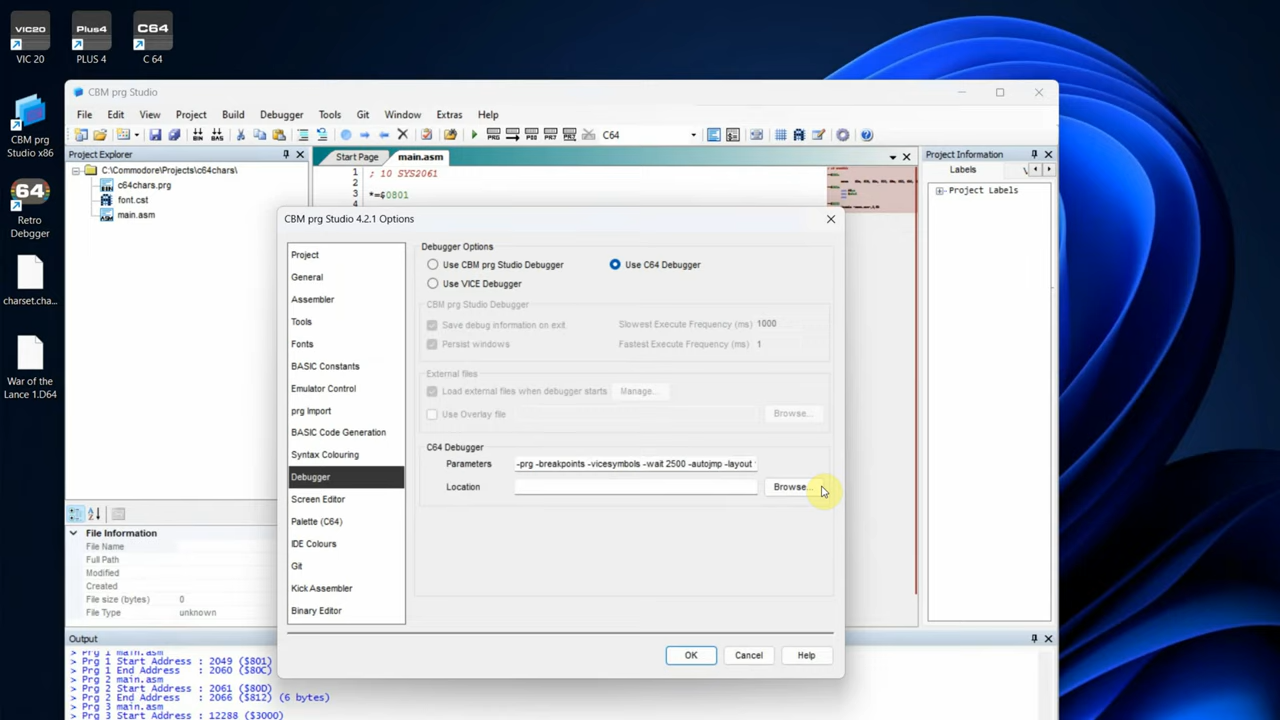 VIC20
Plus4
C64
VIC 20
PLUS 4
C 64
CBM prg
Studio x86
64
Retro
Debgger
charset.cha...
War of the
Lance 1.D64
CBM prg Studio
File Edit View Project Build Debugger Tools Git Window Extras Help
C64
Project Explorer
C:\Commodore\Projects\c64chars\
c64chars.prg
font.cst
main.asm
Start Page main.asm
1 ; 10 SYS2061
2
3 *=$0801
4
Project Information
Labels
Project Labels
CBM prg Studio 4.2.1 Options
Project
General
Assembler
Tools
Fonts
BASIC Constants
Emulator Control
prg Import
BASIC Code Generation
Syntax Colouring
Debugger
Screen Editor
Palette (C64)
IDE Colours
Git
Kick Assembler
Binary Editor
Debugger Options
Use CBM prg Studio Debugger Use C64 Debugger
Use VICE Debugger
CBM prg Studio Debugger
Save debug information on exit Slowest Execute Frequency (ms) 1000
Persist windows Fastest Execute Frequency (ms) 1
External files
Load external files when debugger starts Manage...
Use Overlay file Browse...
C64 Debugger
Parameters -prg -breakpoints -vicesymbols -wait 2500 -autojmp -layout
Location Browse...
OK Cancel Help
File Information
File Name
Full Path
Modified
Created
File size (bytes) 0
File Type unknown
Output
> Prg 1 main.asm
> Prg 1 Start Address : 2049 ($801)
> Prg 1 End Address : 2060 ($80C)
> Prg 2 main.asm
> Prg 2 Start Address : 2061 ($80D)
> Prg 2 End Address : 2066 ($812) (6 bytes)
> Prg 3 main.asm
> Prg 3 Start Address : 12288 ($3000)